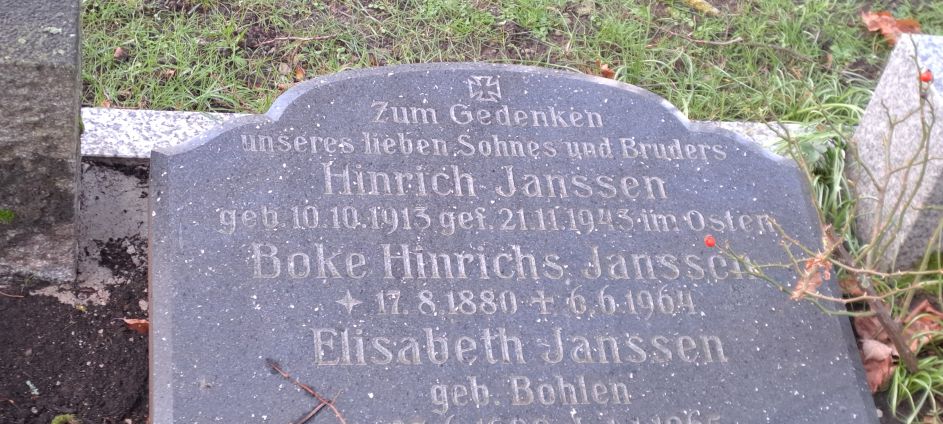 Zum Gedenken
unseres lieben Sohnes und Bruders
Hinrich Janssen
geb. 10.10.1913 gef. 21.11.1943 im Osten
Boke Hinrichs Janssen
17.8.1880 6.6.1964
Elisabeth Janssen
geb. Böhlen